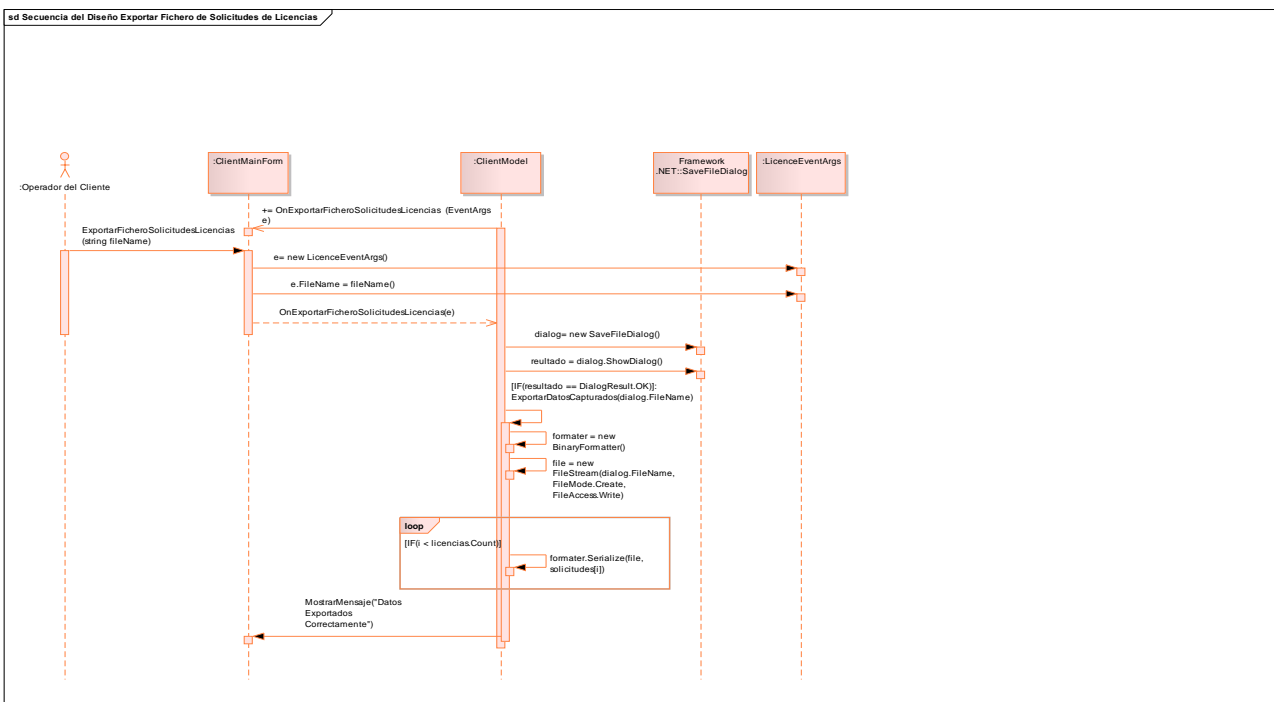 sd Secuencia del Diseño Exportar Fichero de Solicitudes de Licencias
:Operador del Cliente
:ClientMainForm
:ClientModel
Framework
.NET::SaveFileDialog
:LicenceEventArgs
+= OnExportarFicheroSolicitudesLicencias (EventArgs
e)
ExportarFicheroSolicitudesLicencias
(string fileName)
e= new LicenceEventArgs()
e.FileName = fileName()
OnExportarFicheroSolicitudesLicencias(e)
dialog= new SaveFileDialog()
reultado = dialog.ShowDialog()
[IF(resultado == DialogResult.OK)]:
ExportarDatosCapturados(dialog.FileName)
formater = new
BinaryFormatter()
file = new
FileStream(dialog.FileName,
FileMode.Create,
FileAccess.Write)
loop
[IF(i < licencias.Count)]
formater.Serialize(file,
solicitudes[i])
MostrarMensaje("Datos
Exportados
Correctamente")